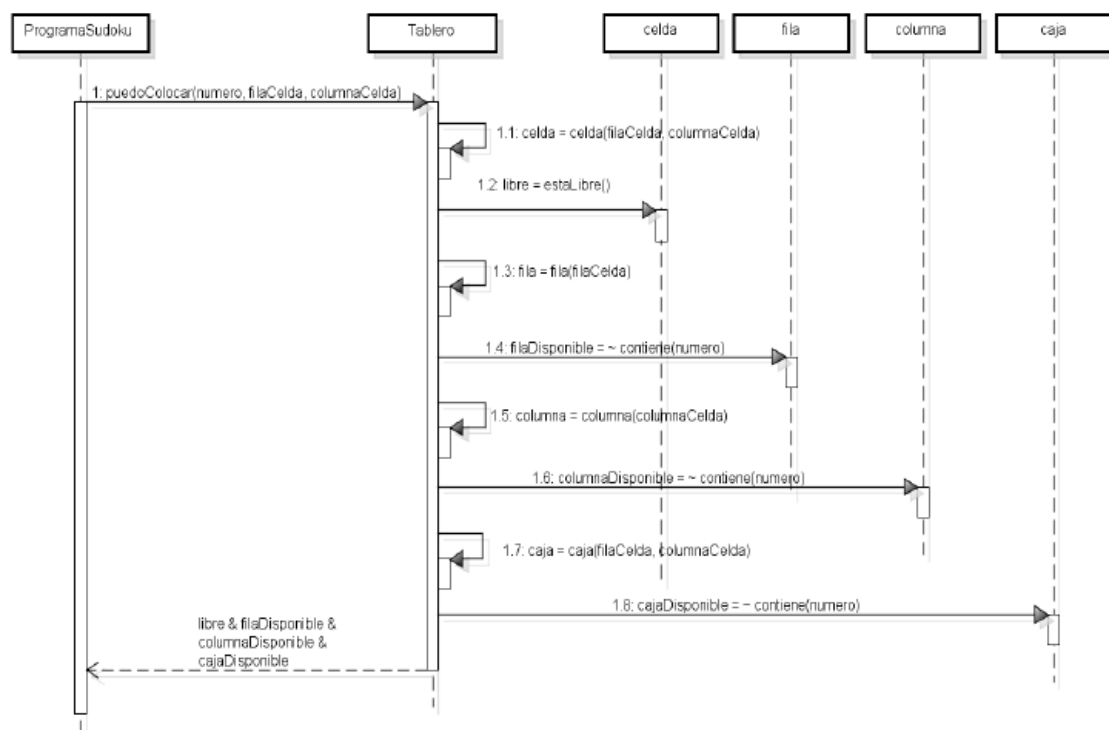 ProgramaSudoku
Tablero
celda
fila
columna
caja
1: puedoColocar(numero, filaCelda, columnaCelda)
1.1: celda = celda(filaCelda, columnaCelda)
1.2: libre = estaLibre()
1.3: fila = fila(filaCelda)
1.4: filaDisponible = ~ contiene(numero)
1.5: columna = columna(columnaCelda)
1.6: columnaDisponible = ~ contiene(numero)
1.7: caja = caja(filaCelda, columnaCelda)
1.8: cajaDisponible = ~ contiene(numero)
libre & filaDisponible &
columnaDisponible &
cajaDisponible